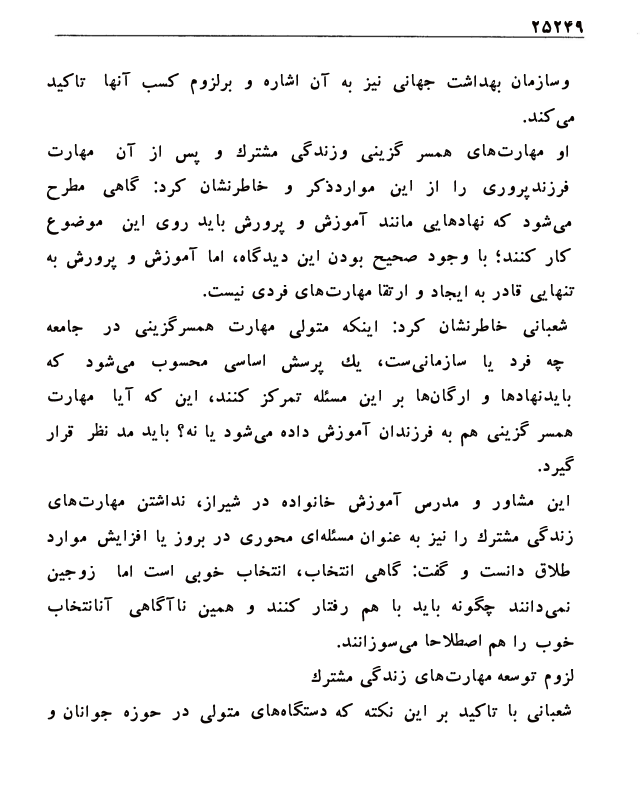 ۲۵۲۴۹
وسازمان بهداشت جهانی نیز به آن اشاره و برلزوم کسب آنها تاکید
می‌کند.
او مهارت‌های همسر گزینی وزندگی مشترك و پس از آن مهارت
فرزندپروری را از این مواردذکر و خاطرنشان کرد: گاهی مطرح
می‌شود که نهادهایی مانند آموزش و پرورش باید روی این موضوع
کار کنند؛ با وجود صحیح بودن این دیدگاه، اما آموزش و پرورش به
تنهایی قادر به ایجاد و ارتقا مهارت‌های فردی نیست.
شعبانی خاطرنشان کرد: اینکه متولی مهارت همسرگزینی در جامعه
چه فرد یا سازمانی‌ست، یك پرسش اساسی محسوب می‌شود که
بایدنهادها و ارگان‌ها بر این مسئله تمرکز کنند، این که آیا مهارت
همسر گزینی هم به فرزندان آموزش داده می‌شود یا نه؟ باید مد نظر قرار
گیرد.
این مشاور و مدرس آموزش خانواده در شیراز، نداشتن مهارت‌های
زندگی مشترك را نیز به عنوان مسئله‌ای محوری در بروز یا افزایش موارد
طلاق دانست و گفت: گاهی انتخاب، انتخاب خوبی است اما زوجین
نمی‌دانند چگونه باید با هم رفتار کنند و همین ناآگاهی آنانتخاب
خوب را هم اصطلاحا می‌سوزانند.
لزوم توسعه مهارت‌های زندگی مشترك
شعبانی با تاکید بر این نکته که دستگاه‌های متولی در حوزه جوانان و